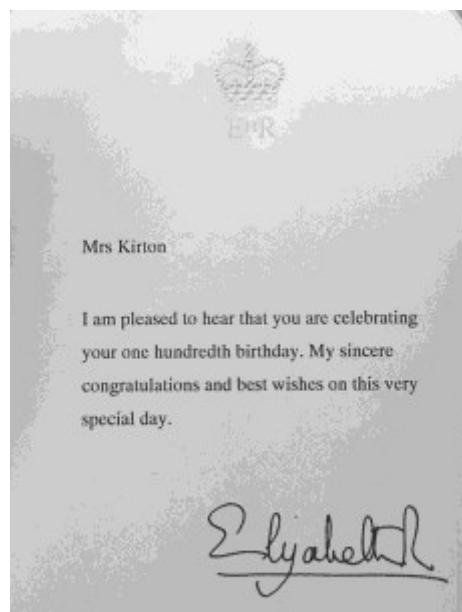 EIIR
Mrs Kirton
I am pleased to hear that you are celebrating
your one hundredth birthday. My sincere
congratulations and best wishes on this very
special day.
Elizabeth R